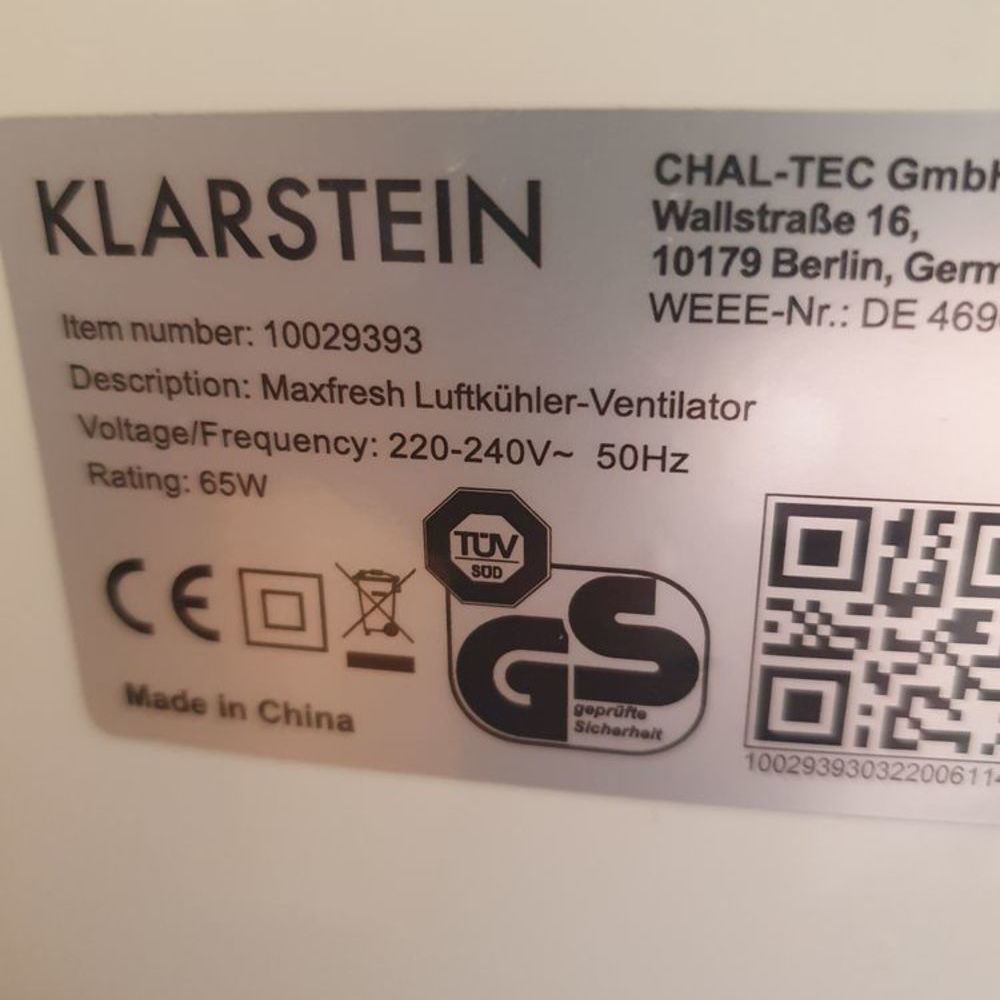 KLARSTEIN
CHAL-TEC GmbH
Wallstraße 16,
10179 Berlin, Germ
WEEE-Nr.: DE 469
Item number: 10029393
Description: Maxfresh Luftkühler-Ventilator
Voltage/Frequency: 220-240V~ 50Hz
Rating: 65W
CE
TÜV
SÜD
GS
geprüfte
Sicherheit
Made in China
100293930322006114